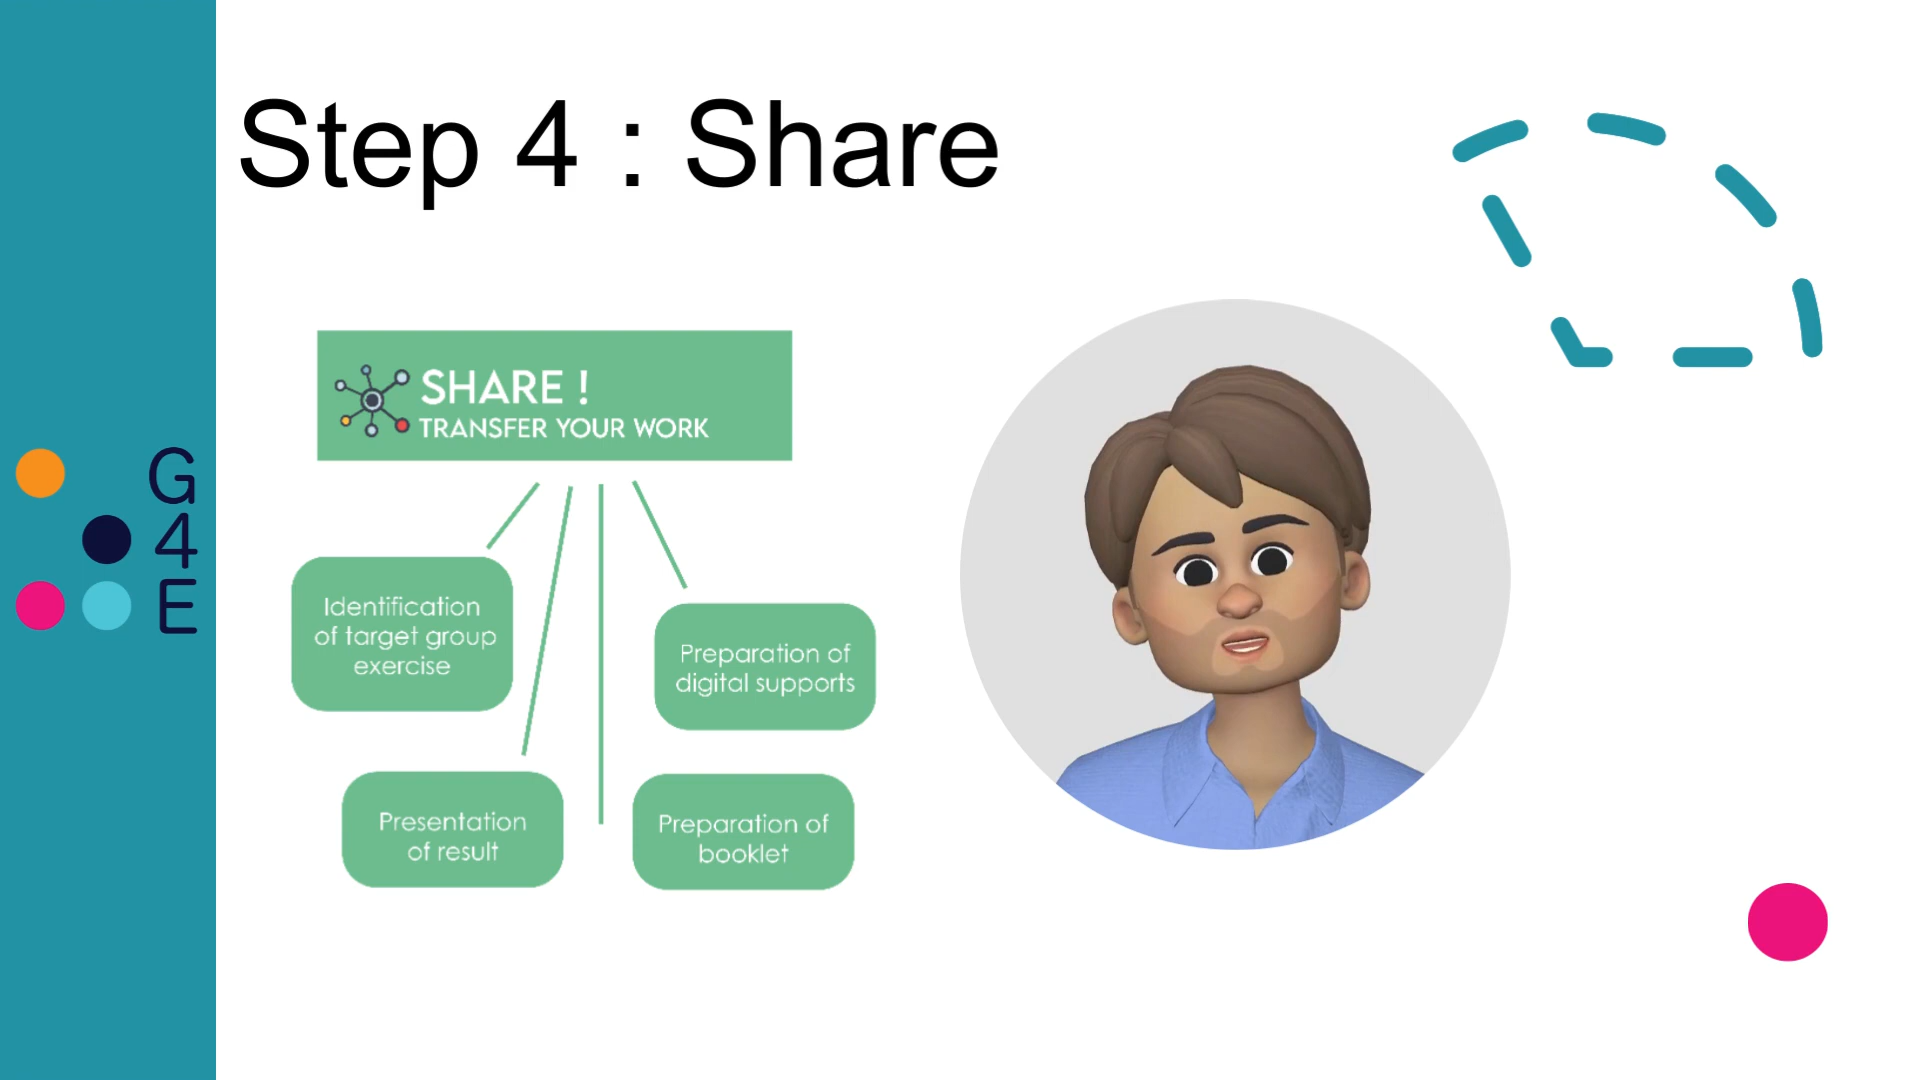 Step 4 : Share
SHARE !
TRANSFER YOUR WORK
G
4
E
Identification
of target group
exercise
Preparation of
digital supports
Presentation
of result
Preparation of
booklet